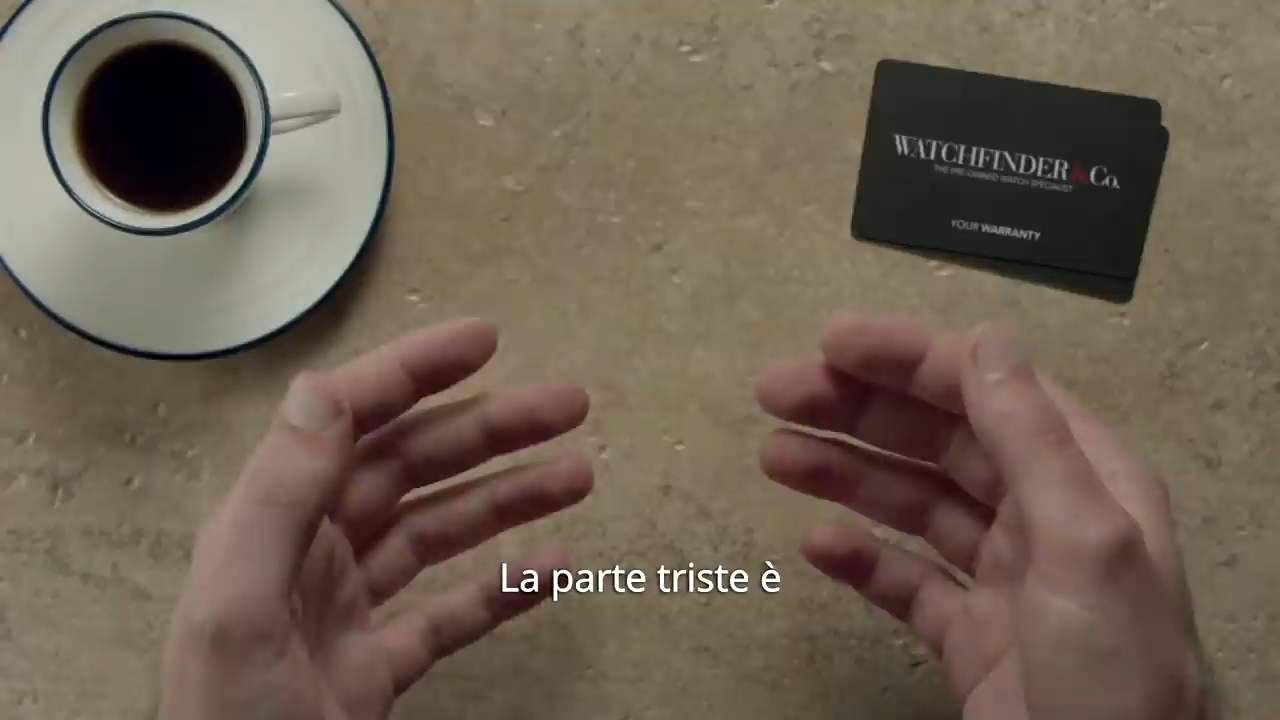 WATCHFINDER & Co.
THE PRE-OWNED WATCH SPECIALIST
YOUR WARRANTY
La parte triste è